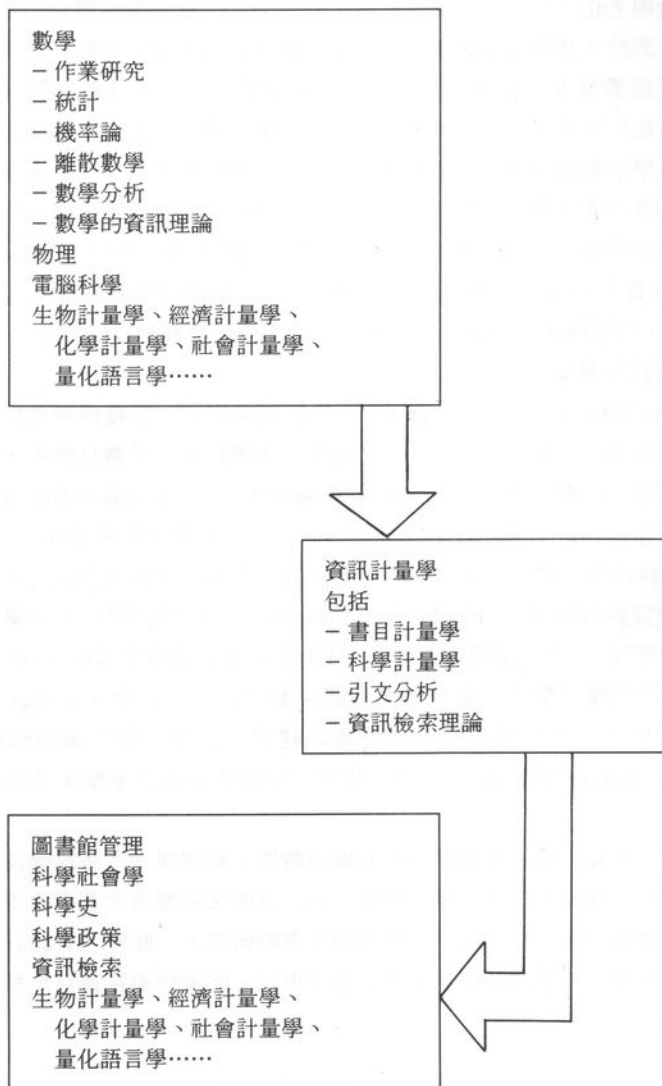 數學
－作業研究
－統計
－機率論
－離散數學
－數學分析
－數學的資訊理論
物理
電腦科學
生物計量學、經濟計量學、
化學計量學、社會計量學、
量化語言學⋯⋯
資訊計量學
包括
－書目計量學
－科學計量學
－引文分析
－資訊檢索理論
圖書館管理
科學社會學
科學史
科學政策
資訊檢索
生物計量學、經濟計量學、
化學計量學、社會計量學、
量化語言學⋯⋯